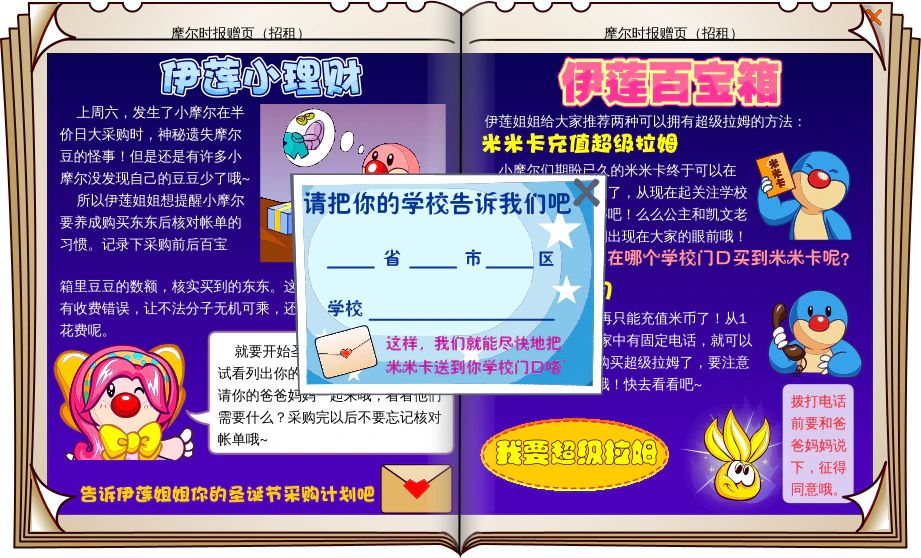 摩尔时报赠页（招租）
伊莲小理财
上周六，发生了小摩尔在半
价日大采购时，神秘遗失摩尔
豆的怪事！但是还是有许多小
摩尔没发现自己的豆豆少了哦~
所以伊莲姐姐想提醒小摩尔
要养成购买东东后核对帐单的
习惯。记录下采购前后百宝
箱里豆豆的数额，核实买到的东东。
有收费错误，让不法分子无机可乘，
花费呢。
就要开始
试看列出你的
请你的爸爸妈妈一起来哦，看看他们
需要什么？采购完以后不要忘记核对
帐单哦~
告诉伊莲姐姐你的圣诞节采购计划吧
请把你的学校告诉我们吧
____ 省 ____ 市 ____ 区
学校
这样，我们就能尽快地把
米米卡送到你学校门口咯~
摩尔时报赠页（招租）
伊莲百宝箱
伊莲姐姐给大家推荐两种可以拥有超级拉姆的方法：
米米卡充值超级拉姆
小摩尔们期盼已久的米米卡终于可以在
了，从现在起关注学校
吧！么么公主和凯文老
出现在大家的眼前哦！
米米卡
在哪个学校门口买到米米卡呢？
再只能充值米币了！从1
家中有固定电话，就可以
购买超级拉姆了，要注意
哦！快去看看吧~
我要超级拉姆
拨打电话
前要和爸
爸妈妈说
下，征得
同意哦。